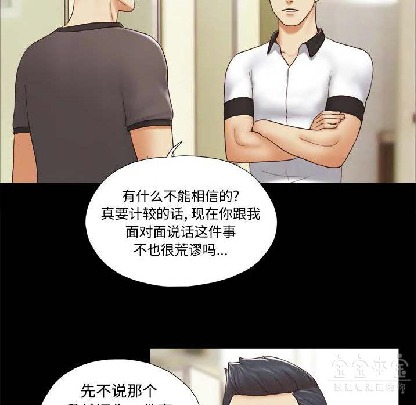 有什么不能相信的?
真要计较的话, 现在你跟我
面对面说话这件事
不也很荒谬吗...
先不说那个